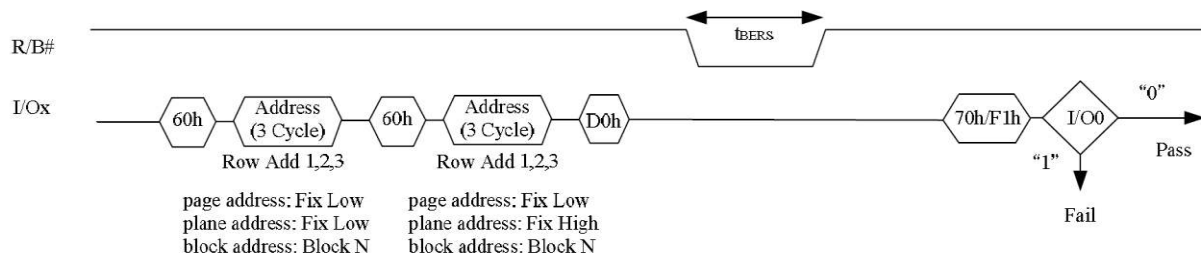 tBERS
R/B#
I/Ox
60h
Address
(3 Cycle)
60h
Address
(3 Cycle)
D0h
70h/F1h
I/O0
“0”
“1”
Pass
Fail
Row Add 1,2,3
Row Add 1,2,3
page address: Fix Low
plane address: Fix Low
block address: Block N
page address: Fix Low
plane address: Fix High
block address: Block N